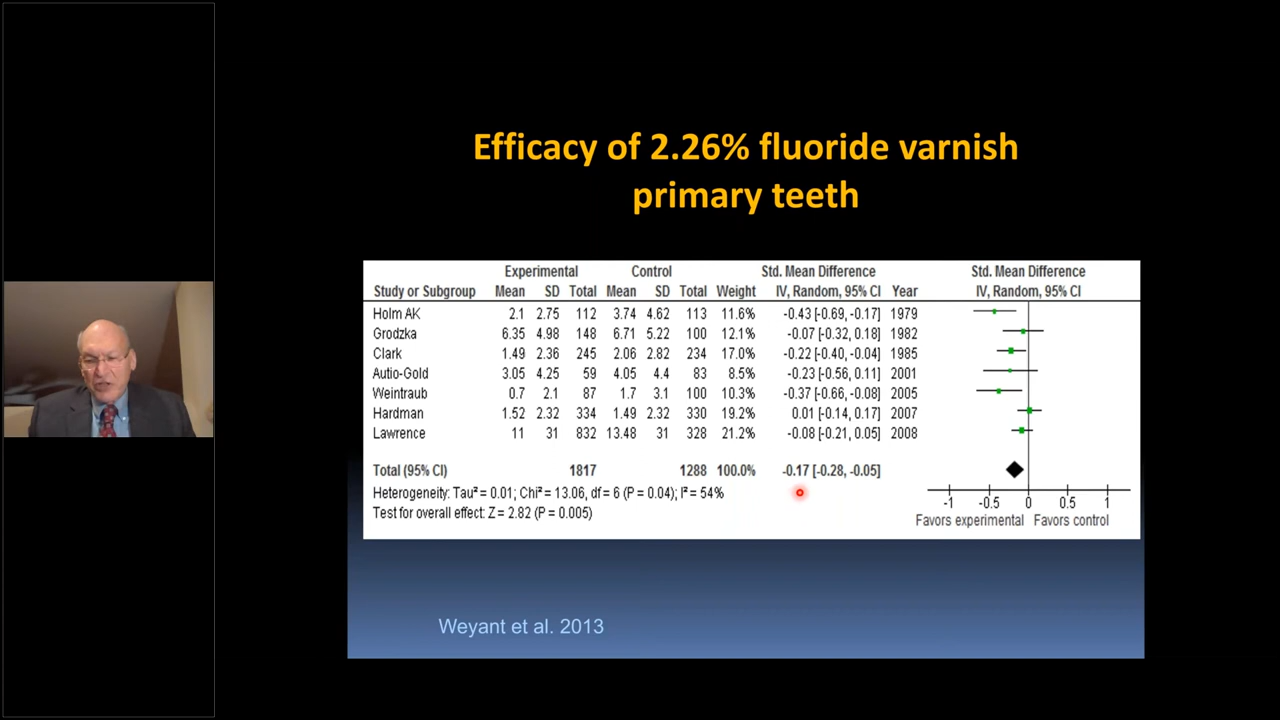 Efficacy of 2.26% fluoride varnish
primary teeth
Experimental Control Std. Mean Difference Std. Mean Difference
Study or Subgroup Mean SD Total Mean SD Total Weight IV, Random, 95% CI Year IV, Random, 95% CI
Holm AK 2.1 2.75 112 3.74 4.62 113 11.6% -0.43 [-0.69, -0.17] 1979
Grodzka 6.35 4.98 148 6.71 5.22 100 12.1% -0.07 [-0.32, 0.18] 1982
Clark 1.49 2.36 245 2.06 2.82 234 17.0% -0.22 [-0.40, -0.04] 1985
Autio-Gold 3.05 4.25 59 4.05 4.4 83 8.5% -0.23 [-0.56, 0.11] 2001
Weintraub 0.7 2.1 87 1.7 3.1 100 10.3% -0.37 [-0.66, -0.08] 2005
Hardman 1.52 2.32 334 1.49 2.32 330 19.2% 0.01 [-0.14, 0.17] 2007
Lawrence 11 31 832 13.48 31 328 21.2% -0.08 [-0.21, 0.05] 2008
Total (95% CI) 1817 1288 100.0% -0.17 [-0.28, -0.05]
Heterogeneity: Tau² = 0.01; Chi² = 13.06, df = 6 (P = 0.04); I² = 54%
Test for overall effect: Z = 2.82 (P = 0.005)
-1 -0.5 0 0.5 1
Favors experimental Favors control
Weyant et al. 2013